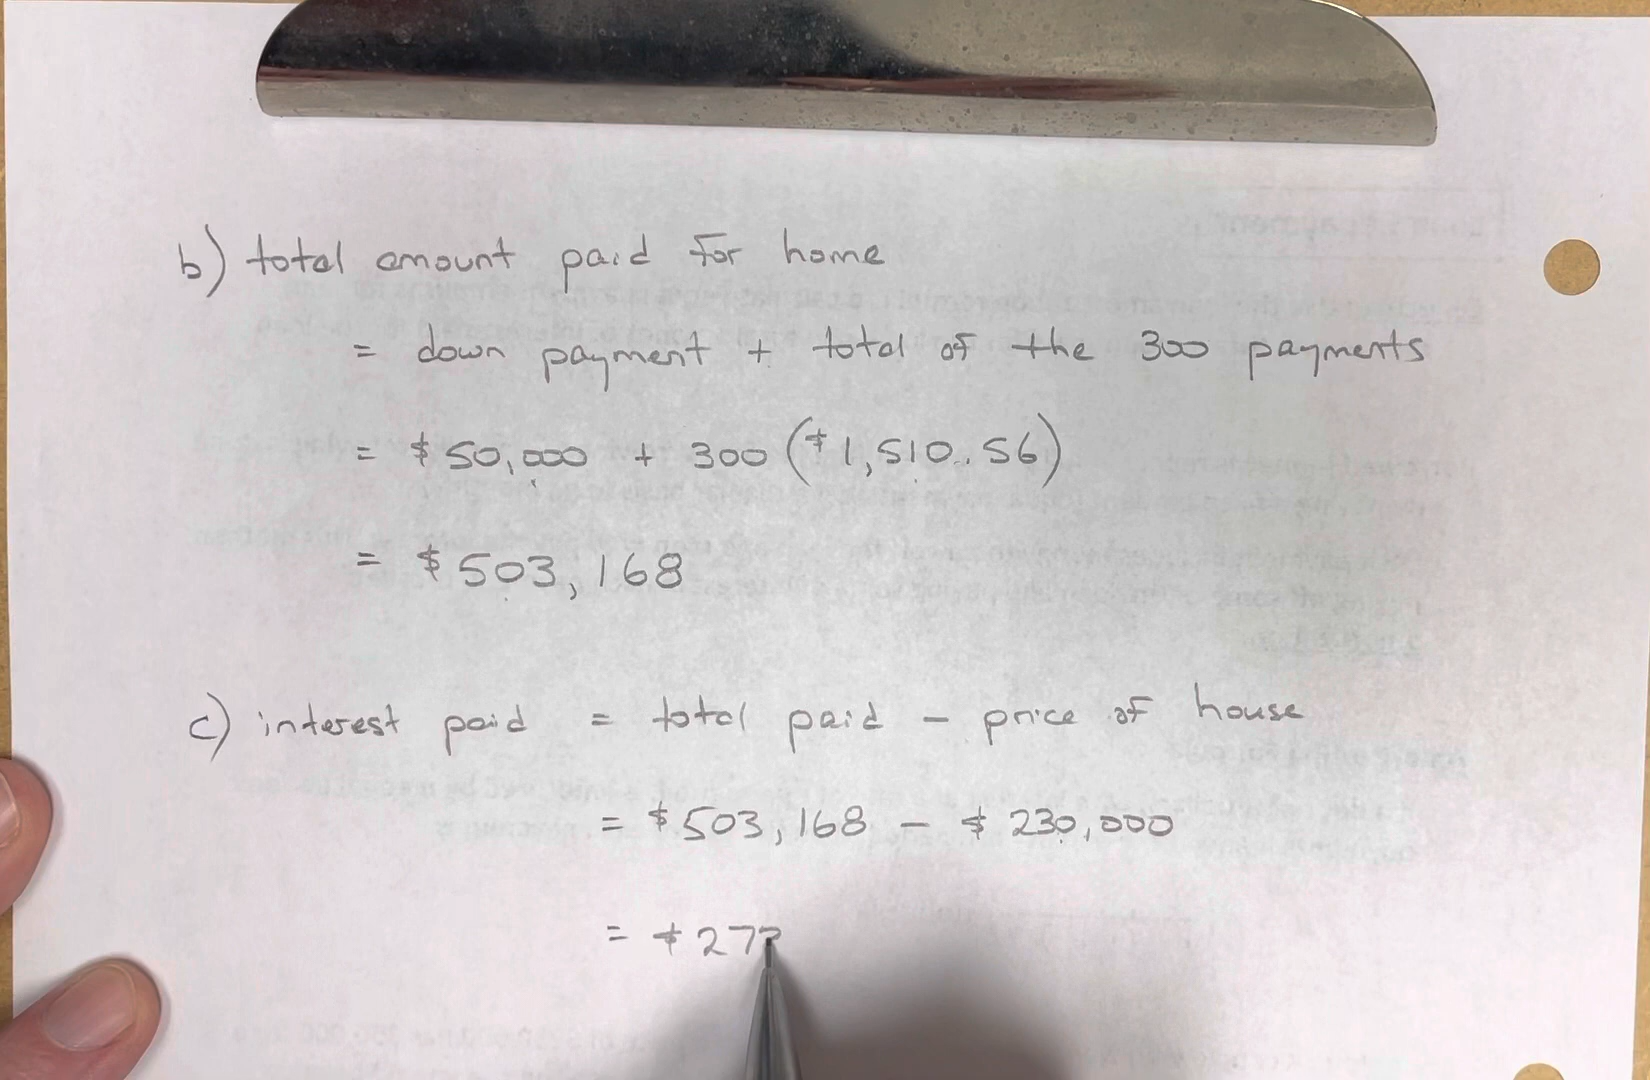 b) total amount paid for home
= down payment + total of the 300 payments
= $50,000 + 300 ($1,510.56)
= $503,168
c) interest paid = total paid - price of house
= $503,168 - $230,000
= $27